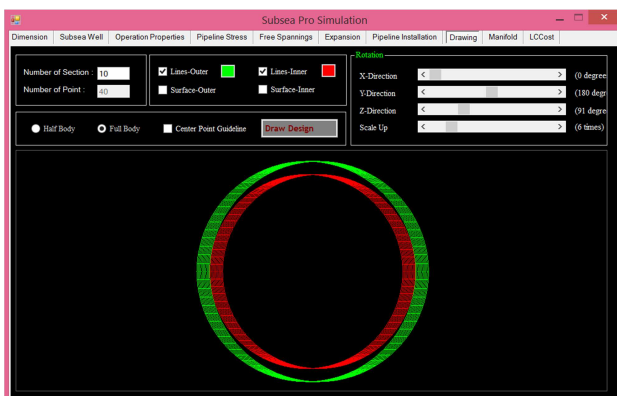 Subsea Pro Simulation
Dimension Subsea Well Operation Properties Pipeline Stress Free Spannings Expansion Pipeline Installation Drawing Manifold LCCost
Number of Section : 10
Number of Point : 40
Lines-Outer Lines-Inner
Surface-Outer Surface-Inner
Half Body Full Body Center Point Guideline Draw Design
Rotation
X-Direction (0 degree
Y-Direction (180 degr
Z-Direction (91 degre
Scale Up (6 times)